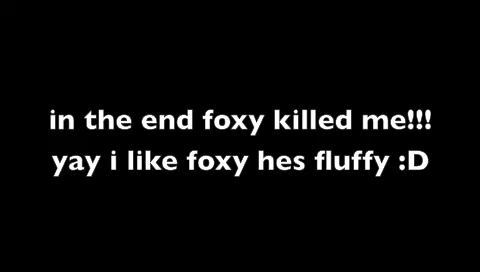 in the end foxy killed me!!!
yay i like foxy hes fluffy :D